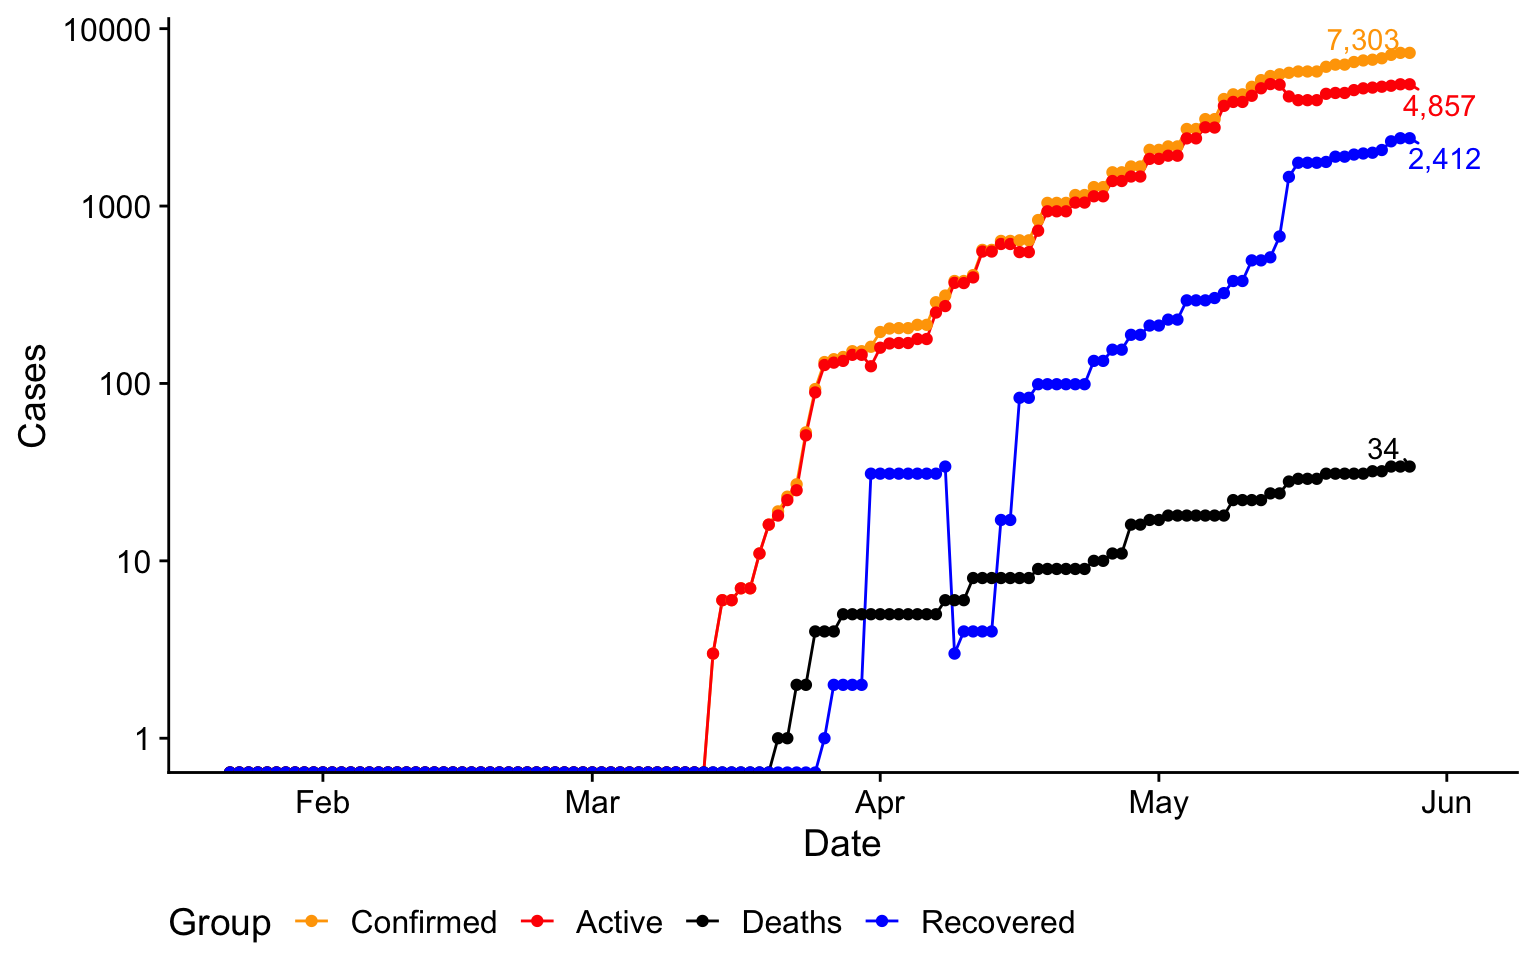 10000
1000
100
10
1
Cases
7,303
4,857
2,412
34
Feb Mar Apr May Jun
Date
Group Confirmed Active Deaths Recovered